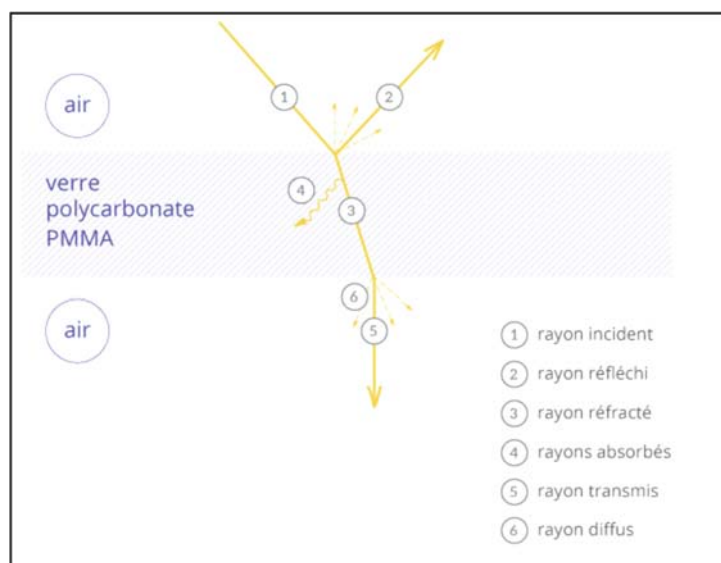 1
2
air
verre
polycarbonate
PMMA
4
3
air
6
5
1 rayon incident
2 rayon réfléchi
3 rayon réfracté
4 rayons absorbés
5 rayon transmis
6 rayon diffus